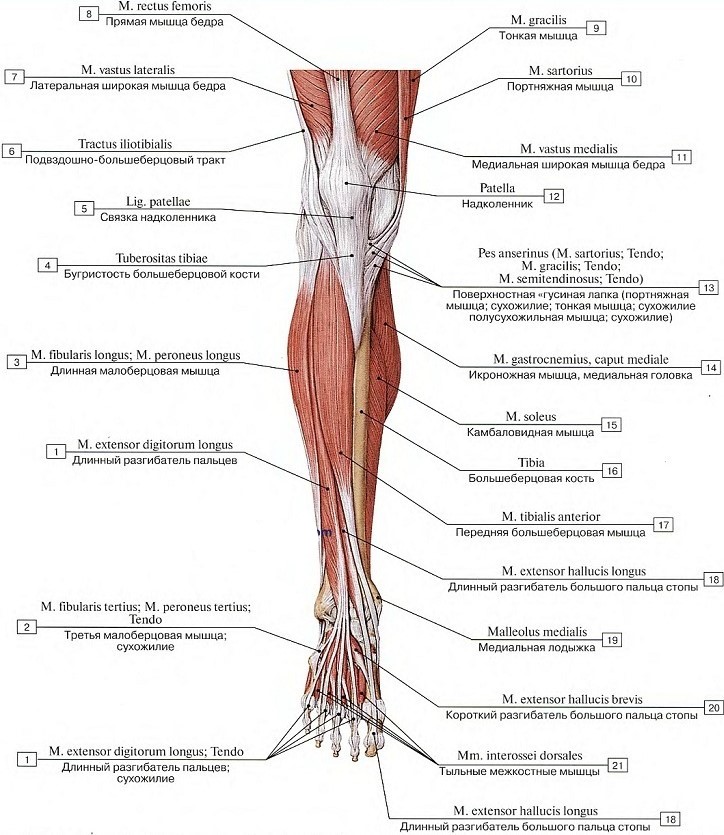 8
M. rectus femoris
Прямая мышца бедра
M. gracilis
Тонкая мышца
9
7
M. vastus lateralis
Латеральная широкая мышца бедра
M. sartorius
Портняжная мышца
10
6
Tractus iliotibialis
Подвздошно-большеберцовый тракт
M. vastus medialis
Медиальная широкая мышца бедра
11
5
Lig. patellae
Связка надколенника
Patella
Надколенник
12
4
Tuberositas tibiae
Бугристость большеберцовой кости
Pes anserinus (M. sartorius; Tendo;
M. gracilis; Tendo;
M. semitendinosus; Tendo)
Поверхностная «гусиная лапка (портняжная
мышца; сухожилие; тонкая мышца; сухожилие
полусухожильная мышца; сухожилие)
13
3
M. fibularis longus; M. peroneus longus
Длинная малоберцовая мышца
M. gastrocnemius, caput mediale
Икроножная мышца, медиальная головка
14
M. soleus
Камбаловидная мышца
15
1
M. extensor digitorum longus
Длинный разгибатель пальцев
Tibia
Большеберцовая кость
16
M. tibialis anterior
Передняя большеберцовая мышца
17
om
M. extensor hallucis longus
Длинный разгибатель большого пальца стопы
18
2
M. fibularis tertius; M. peroneus tertius;
Tendo
Третья малоберцовая мышца;
сухожилие
Malleolus medialis
Медиальная лодыжка
19
M. extensor hallucis brevis
Короткий разгибатель большого пальца стопы
20
1
M. extensor digitorum longus; Tendo
Длинный разгибатель пальцев;
сухожилие
Mm. interossei dorsales
Тыльные межкостные мышцы
21
M. extensor hallucis longus
Длинный разгибатель большого пальца стопы
18